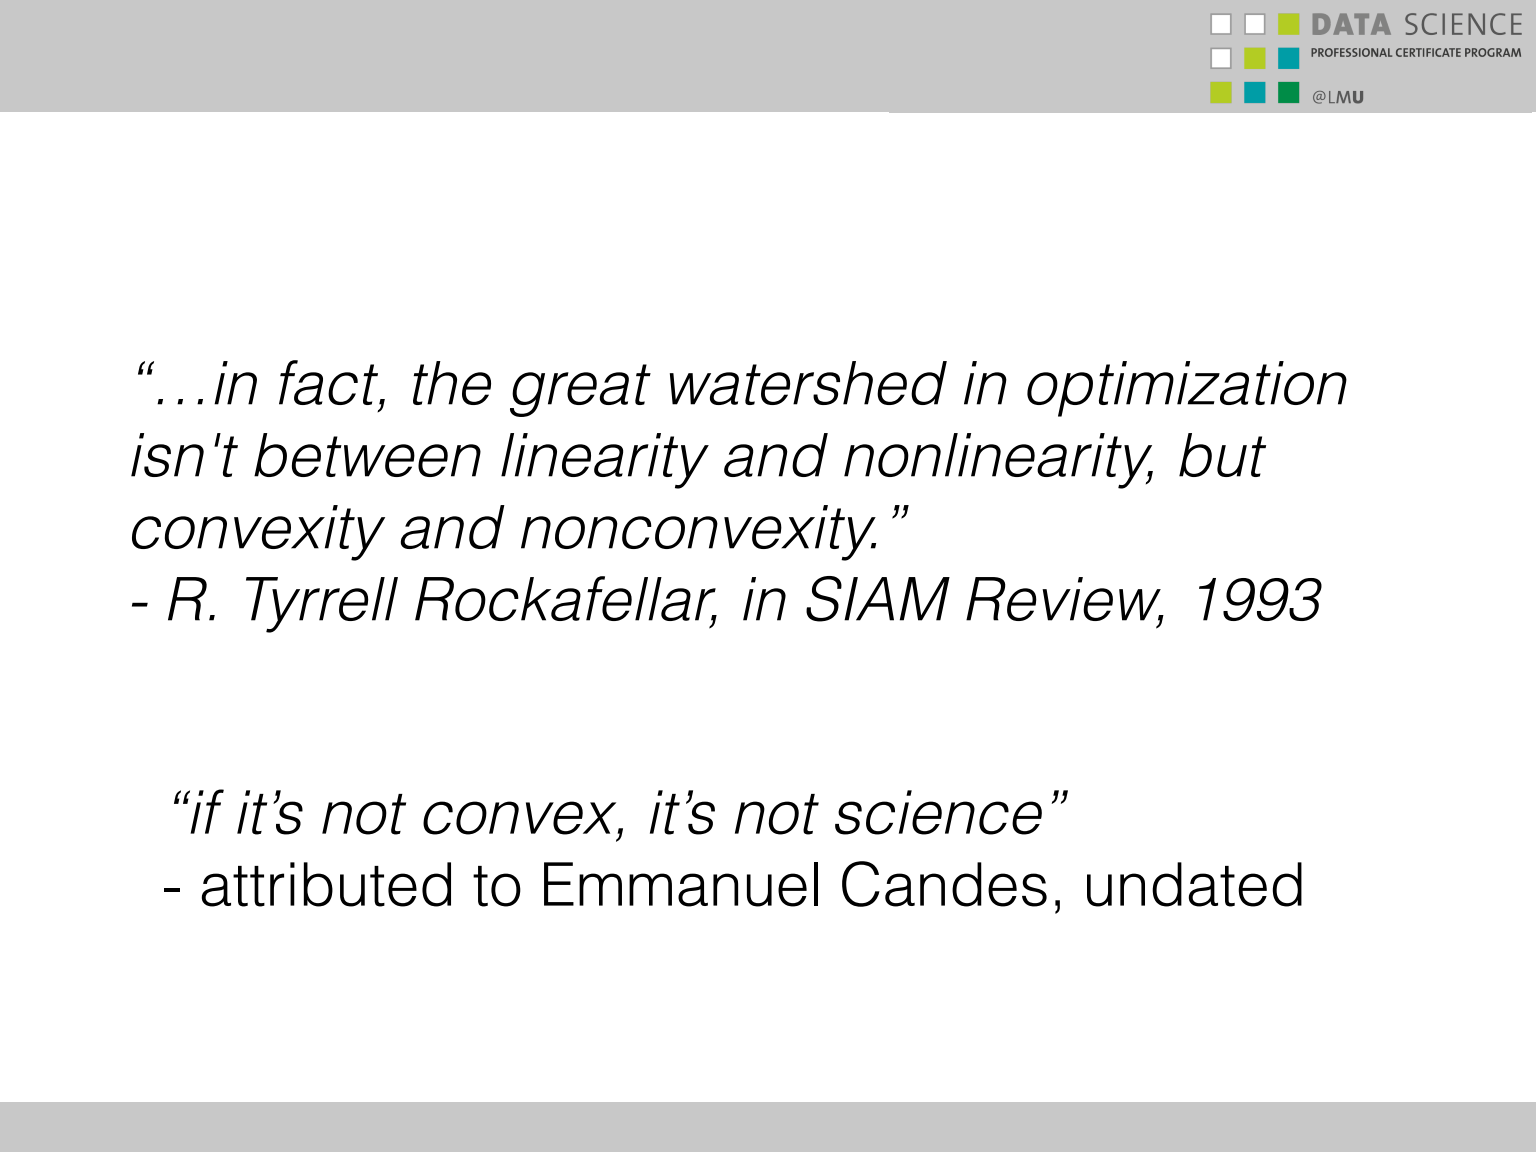 DATA SCIENCE
PROFESSIONAL CERTIFICATE PROGRAM
@LMU
“…in fact, the great watershed in optimization
isn't between linearity and nonlinearity, but
convexity and nonconvexity.”
- R. Tyrrell Rockafellar, in SIAM Review, 1993
“if it’s not convex, it’s not science”
- attributed to Emmanuel Candes, undated